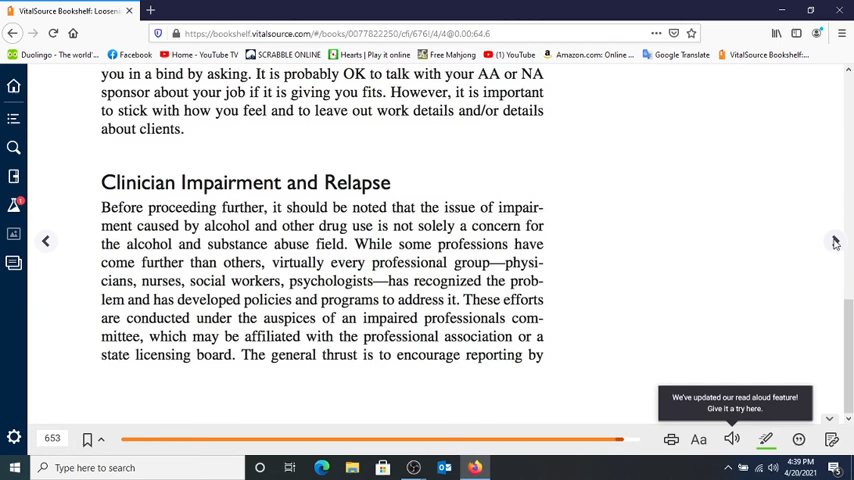 VitalSource Bookshelf: Loosene
https://bookshelf.vitalsource.com/#/books/0077822250/cfi/676!/4/4@0.00:64.6
Duolingo - The world'...
Facebook
Home - YouTube TV
SCRABBLE ONLINE
Hearts | Play it online
Free Mahjong
(1) YouTube
Amazon.com: Online ...
Google Translate
VitalSource Bookshelf:...
you in a bind by asking. It is probably OK to talk with your AA or NA
sponsor about your job if it is giving you fits. However, it is important
to stick with how you feel and to leave out work details and/or details
about clients.
Clinician Impairment and Relapse
Before proceeding further, it should be noted that the issue of impair-
ment caused by alcohol and other drug use is not solely a concern for
the alcohol and substance abuse field. While some professions have
come further than others, virtually every professional group—physi-
cians, nurses, social workers, psychologists—has recognized the prob-
lem and has developed policies and programs to address it. These efforts
are conducted under the auspices of an impaired professionals com-
mittee, which may be affiliated with the professional association or a
state licensing board. The general thrust is to encourage reporting by
We've updated our read aloud feature!
Give it a try here.
653
Aa
Type here to search
4:39 PM
4/20/2021
5